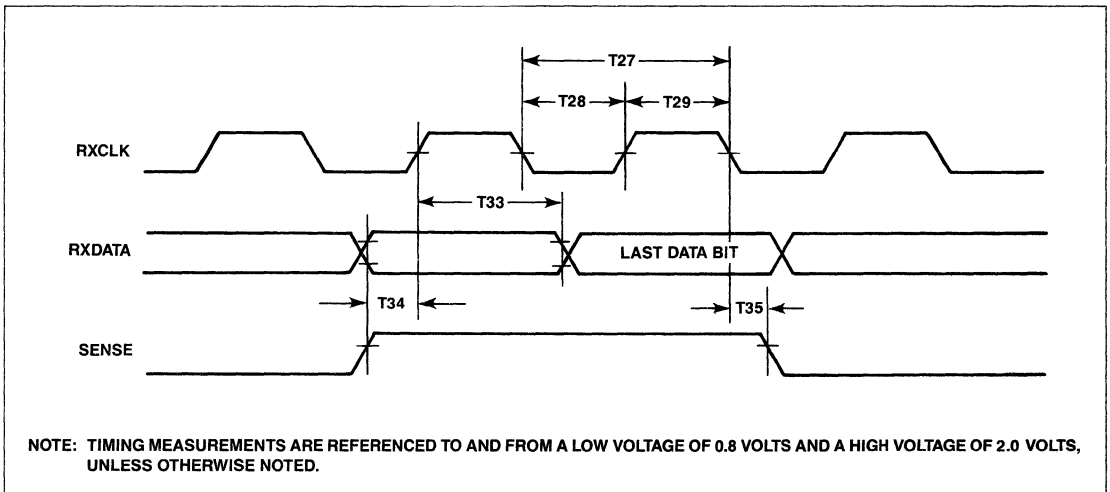 T27
T28 T29
RXCLK
T33
RXDATA LAST DATA BIT
T34 T35
SENSE
NOTE: TIMING MEASUREMENTS ARE REFERENCED TO AND FROM A LOW VOLTAGE OF 0.8 VOLTS AND A HIGH VOLTAGE OF 2.0 VOLTS,
UNLESS OTHERWISE NOTED.